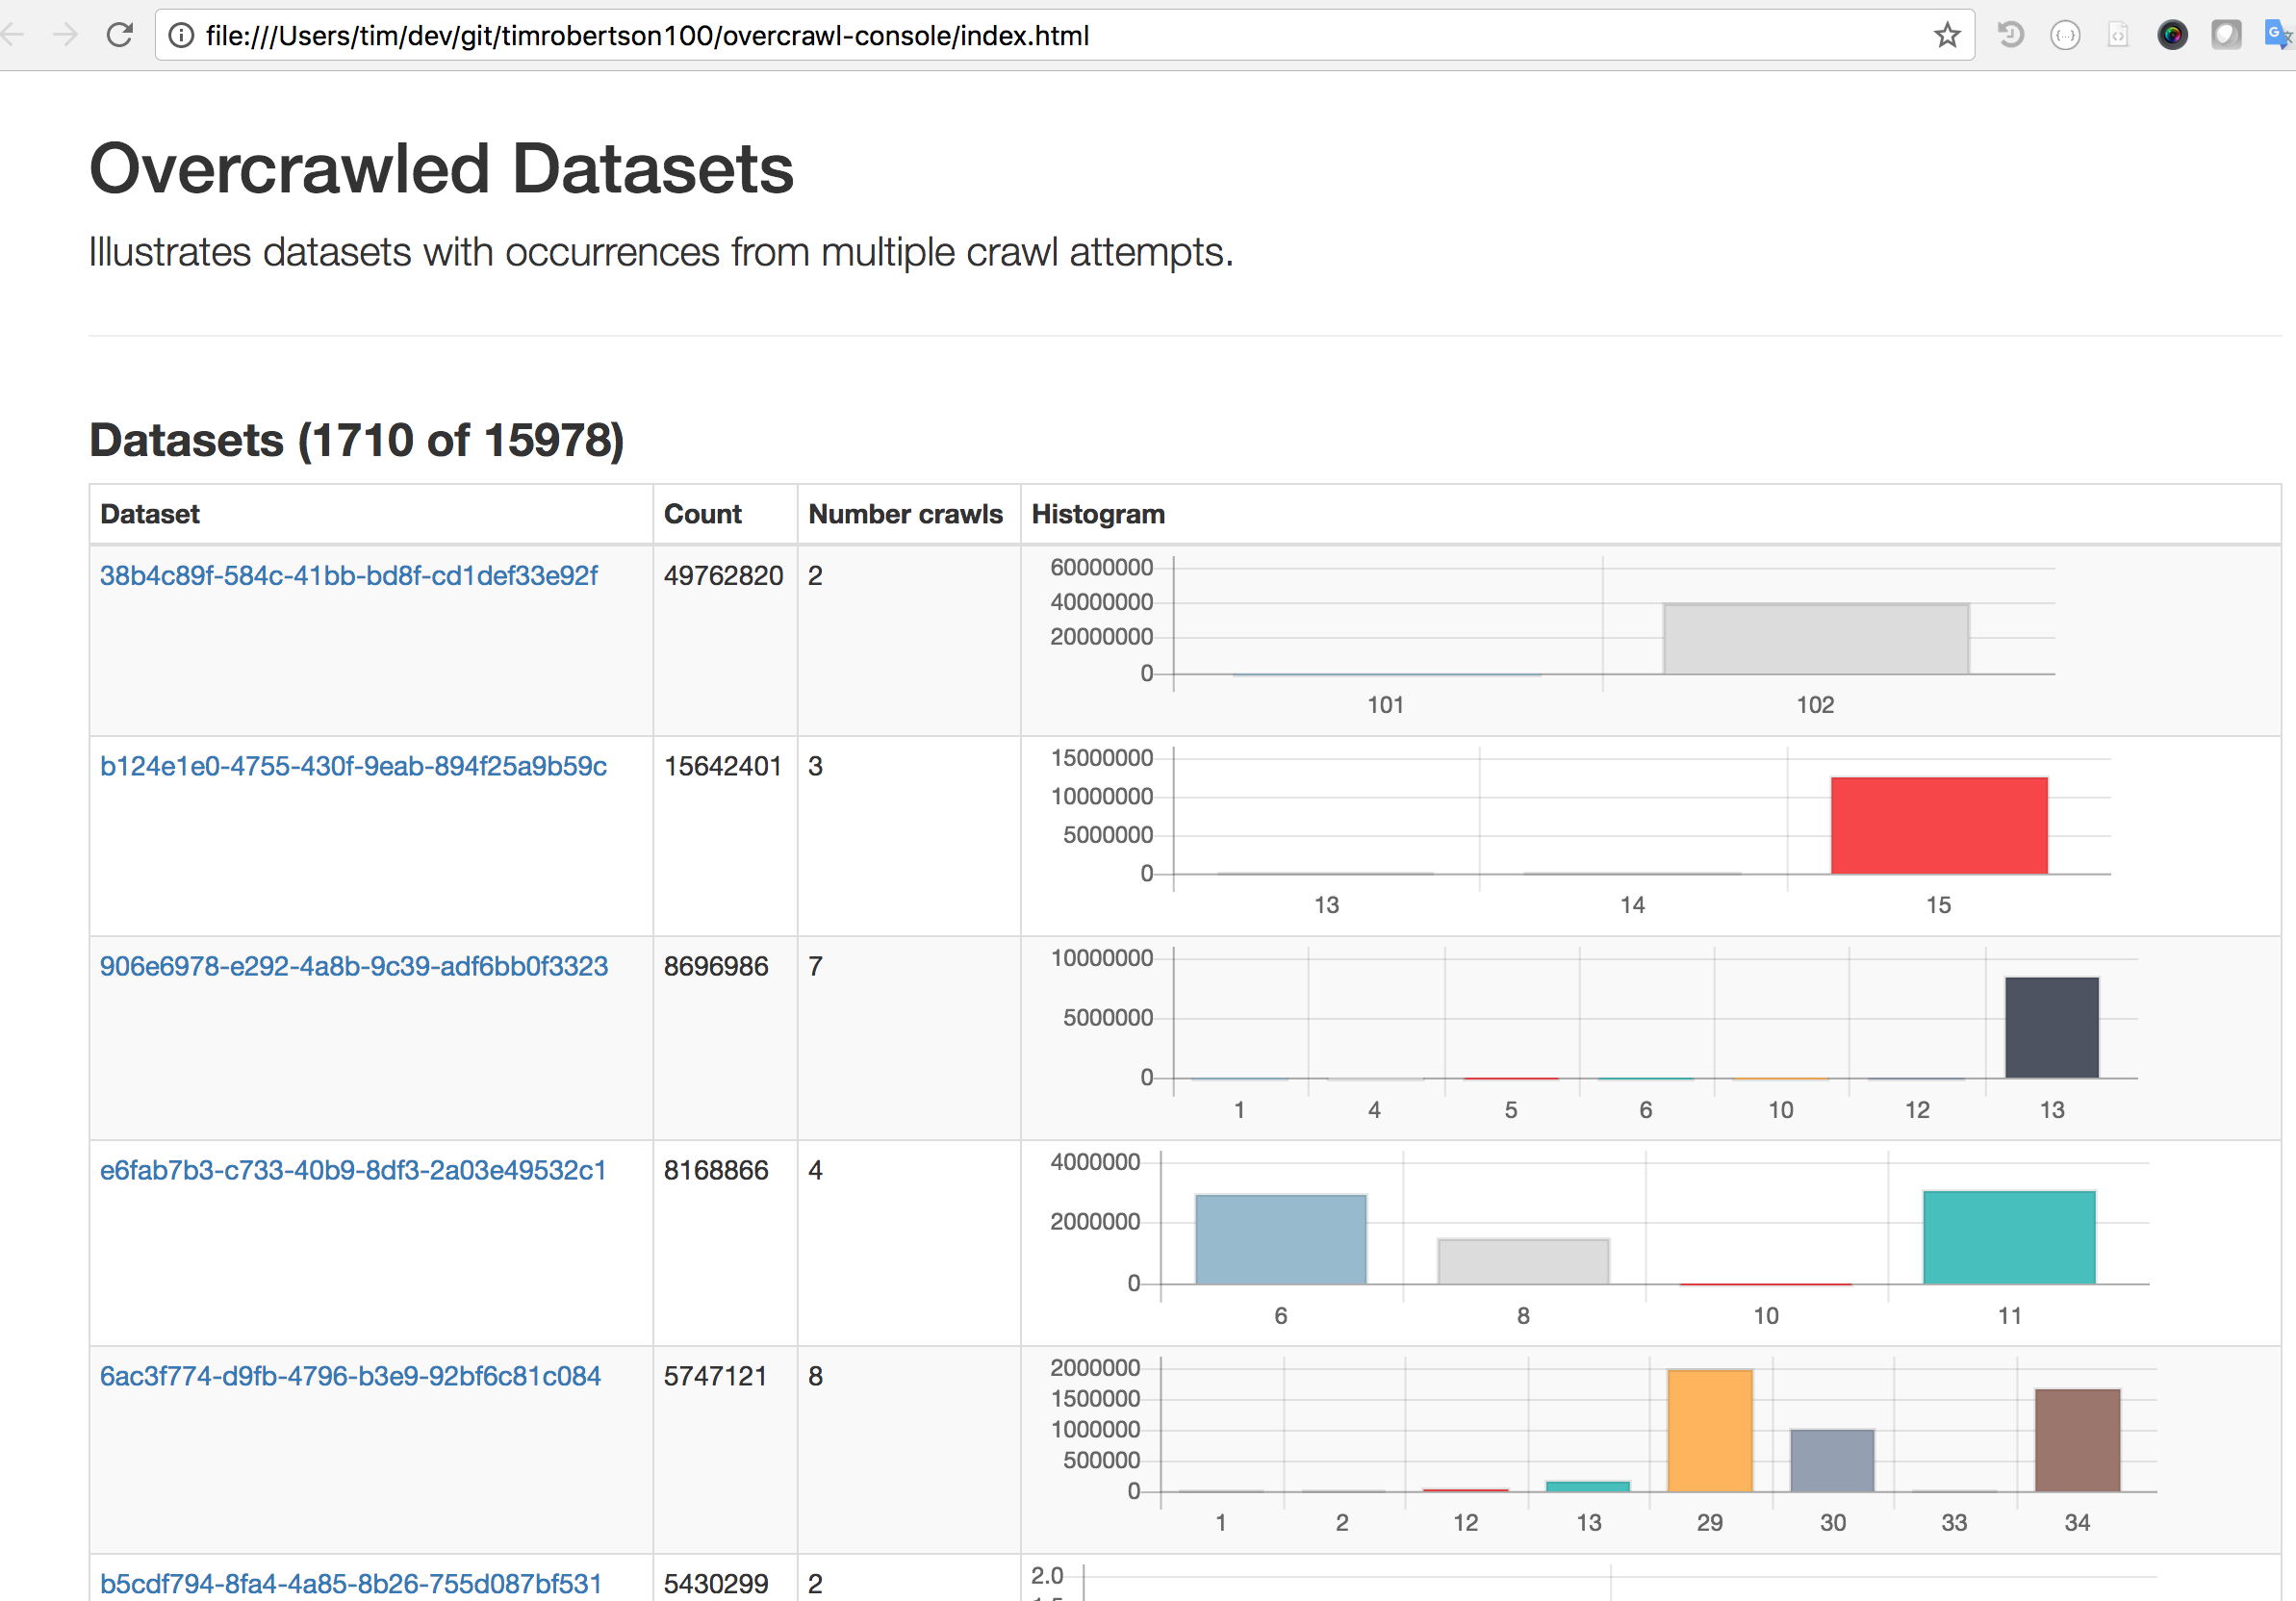 file:///Users/tim/dev/git/timrobertson100/overcrawl-console/index.html
Overcrawled Datasets
Illustrates datasets with occurrences from multiple crawl attempts.
Datasets (1710 of 15978)
Dataset Count Number crawls Histogram
38b4c89f-584c-41bb-bd8f-cd1def33e92f 49762820 2
60000000
40000000
20000000
0
101 102
b124e1e0-4755-430f-9eab-894f25a9b59c 15642401 3
15000000
10000000
5000000
0
13 14 15
906e6978-e292-4a8b-9c39-adf6bb0f3323 8696986 7
10000000
5000000
0
1 4 5 6 10 12 13
e6fab7b3-c733-40b9-8df3-2a03e49532c1 8168866 4
4000000
2000000
0
6 8 10 11
6ac3f774-d9fb-4796-b3e9-92bf6c81c084 5747121 8
2000000
1500000
1000000
500000
0
1 2 12 13 29 30 33 34
b5cdf794-8fa4-4a85-8b26-755d087bf531 5430299 2
2.0